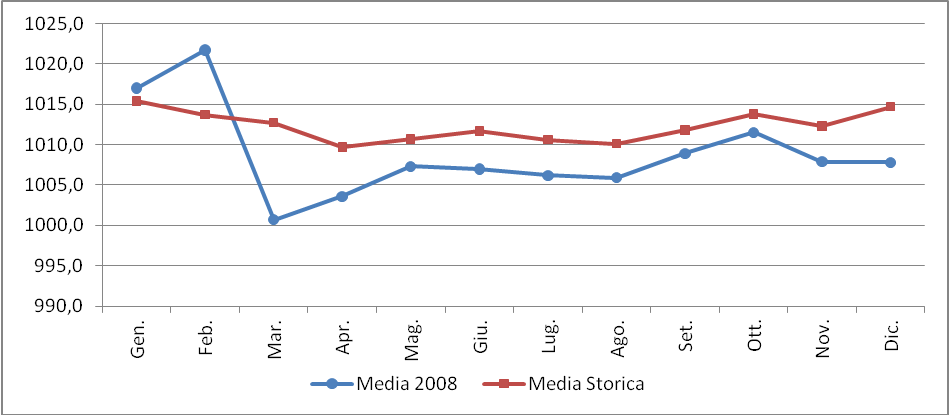 1025,0
1020,0
1015,0
1010,0
1005,0
1000,0
995,0
990,0
Gen.
Feb.
Mar.
Apr.
Mag.
Giu.
Lug.
Ago.
Set.
Ott.
Nov.
Dic.
Media 2008 Media Storica